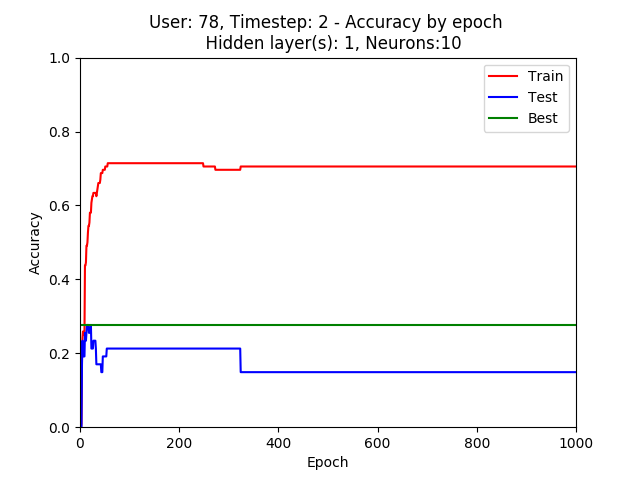 User: 78, Timestep: 2 - Accuracy by epoch
Hidden layer(s): 1, Neurons:10
Train
Test
Best
1.0
0.8
0.6
0.4
0.2
0.0
Accuracy
0 200 400 600 800 1000
Epoch